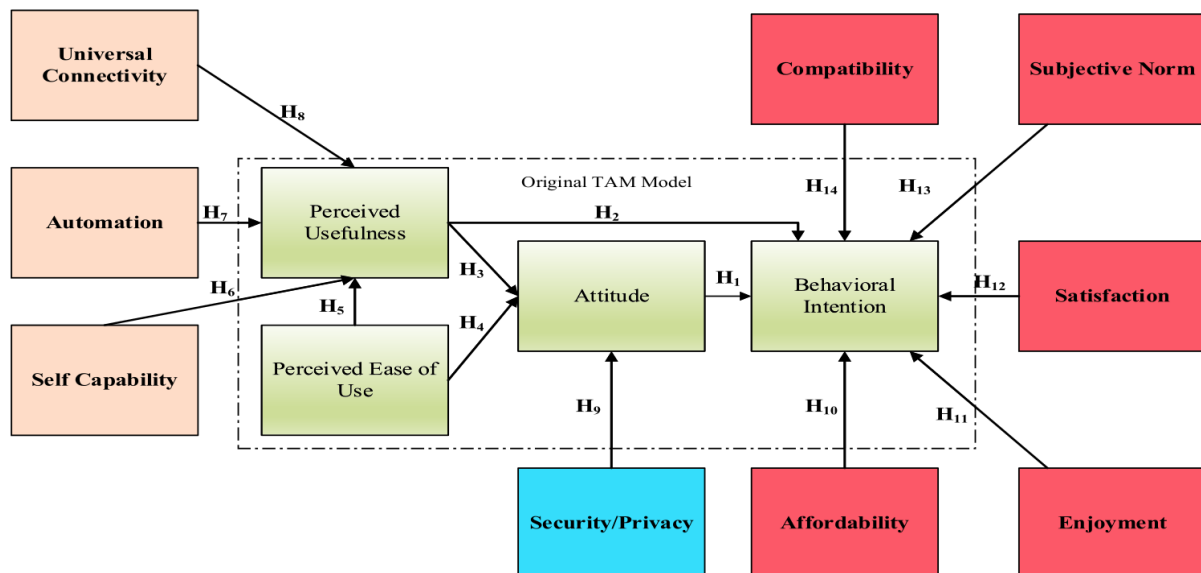 Universal
Connectivity
Compatibility
Subjective Norm
H₈
Original TAM Model
H₁₄
H₁₃
Automation
H₇
Perceived
Usefulness
H₂
H₃
H₁
Attitude
Behavioral
Intention
H₁₂
Satisfaction
H₆
H₅
H₄
Self Capability
Perceived Ease of
Use
H₉
H₁₀
H₁₁
Security/Privacy
Affordability
Enjoyment